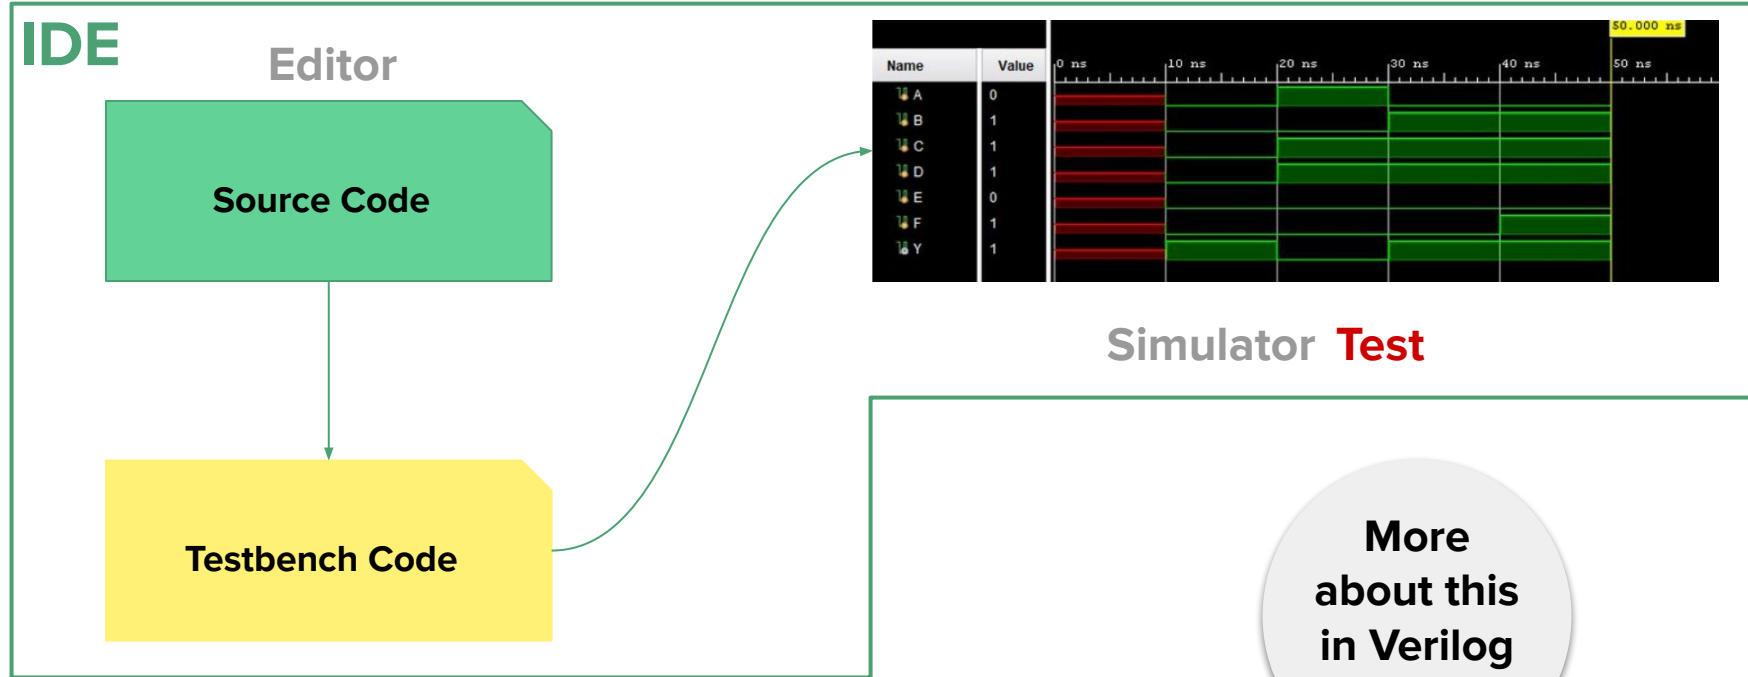 IDE
Editor
Source Code
Testbench Code
50.000 ns
Name Value 0 ns 10 ns 20 ns 30 ns 40 ns 50 ns
A 0
B 1
C 1
D 1
E 0
F 1
Y 1
Simulator Test
More
about this
in Verilog